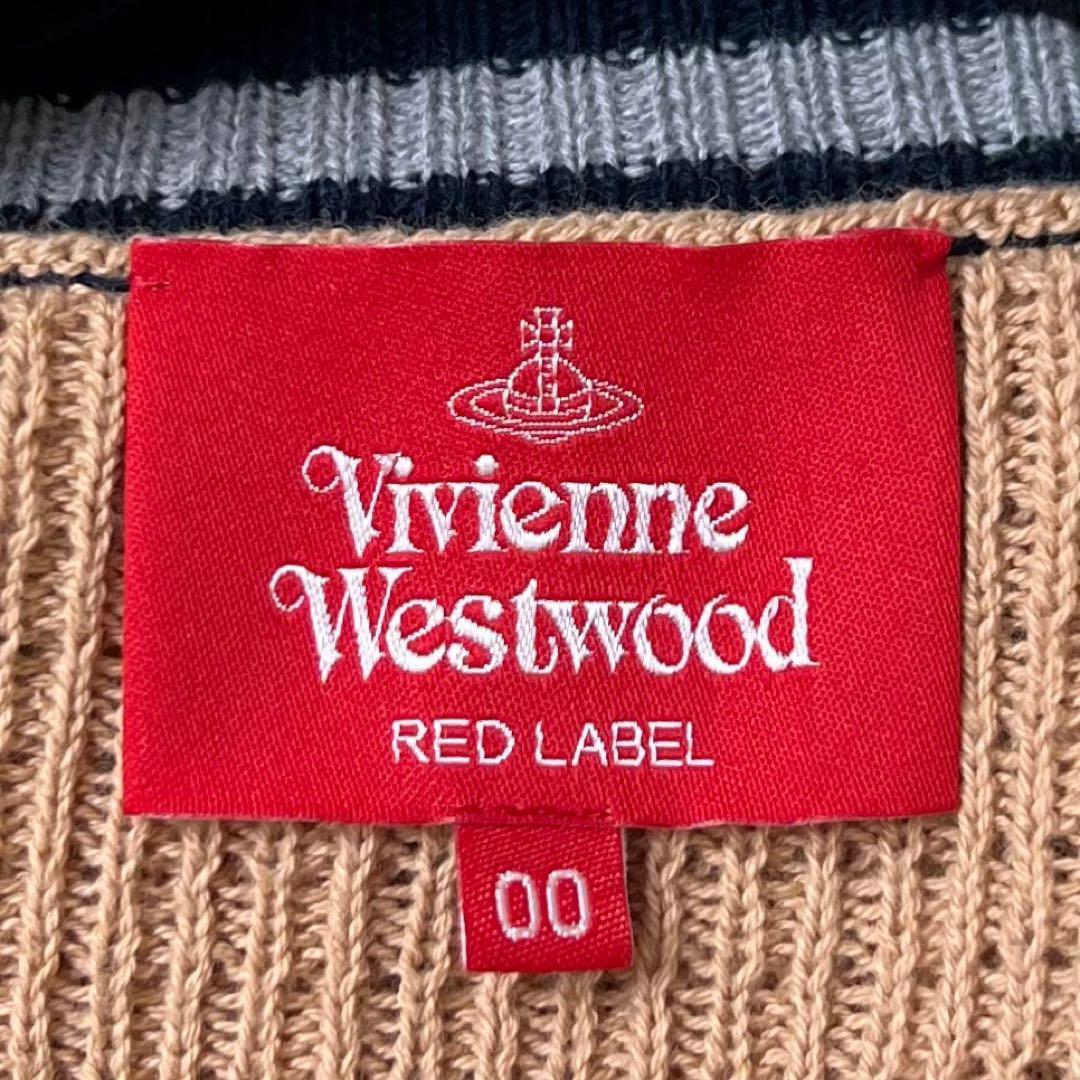 Vivienne
Westwood
RED LABEL
00